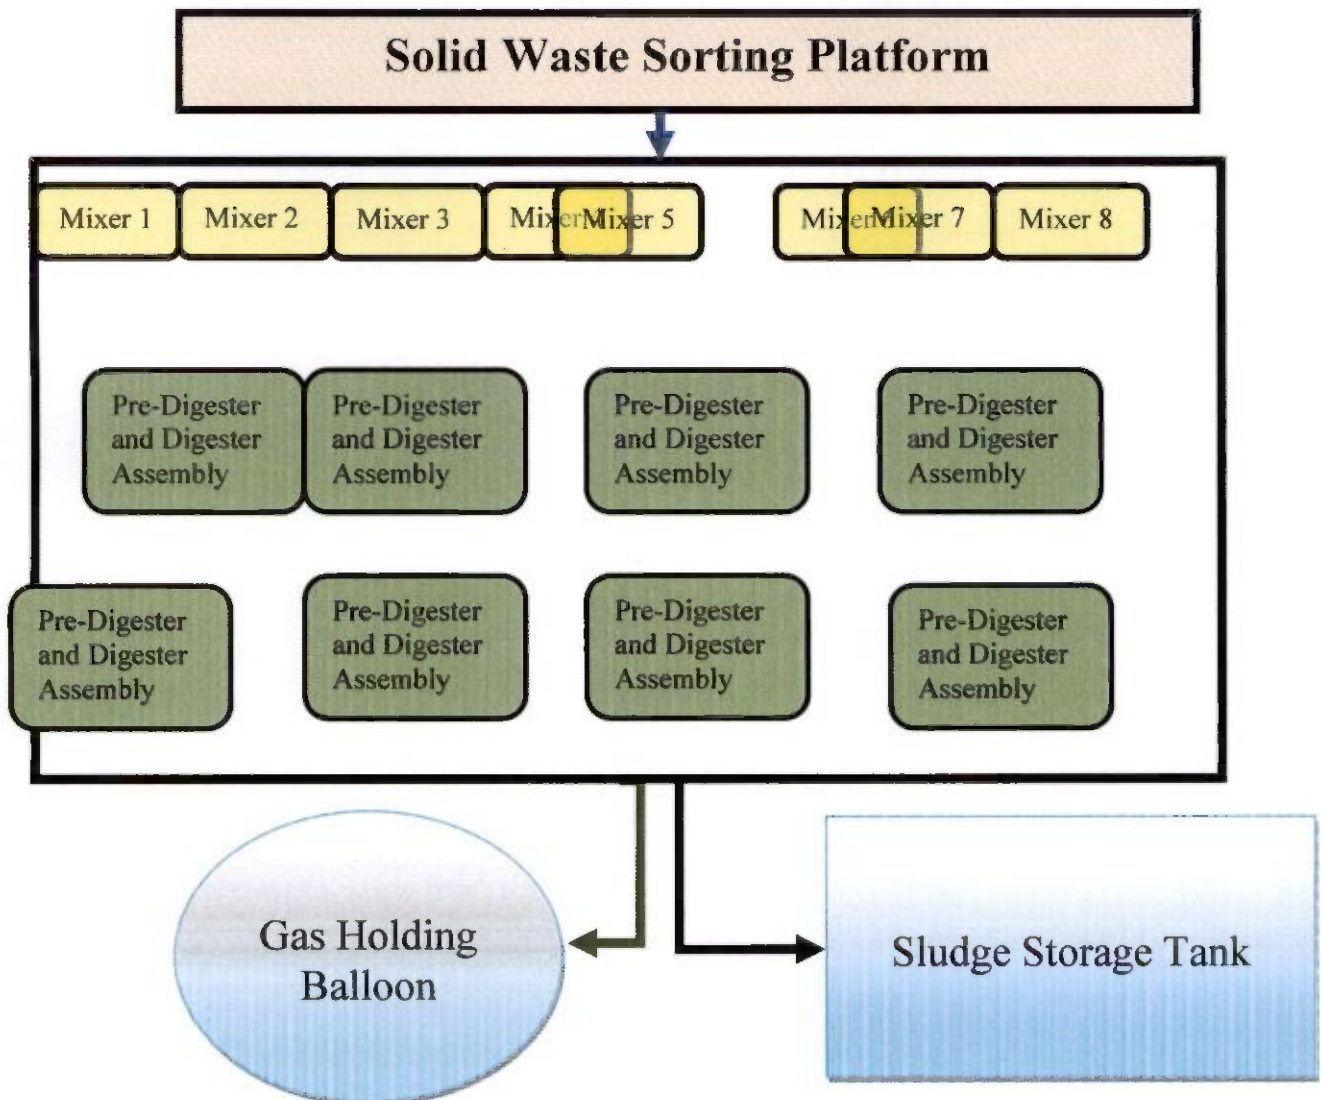 Solid Waste Sorting Platform
Mixer 1
Mixer 2
Mixer 3
Mixer
Mixer 5
Mixer
Mixer 7
Mixer 8
Pre-Digester
and Digester
Assembly
Pre-Digester
and Digester
Assembly
Pre-Digester
and Digester
Assembly
Pre-Digester
and Digester
Assembly
Pre-Digester
and Digester
Assembly
Pre-Digester
and Digester
Assembly
Pre-Digester
and Digester
Assembly
Pre-Digester
and Digester
Assembly
Gas Holding
Balloon
Sludge Storage Tank